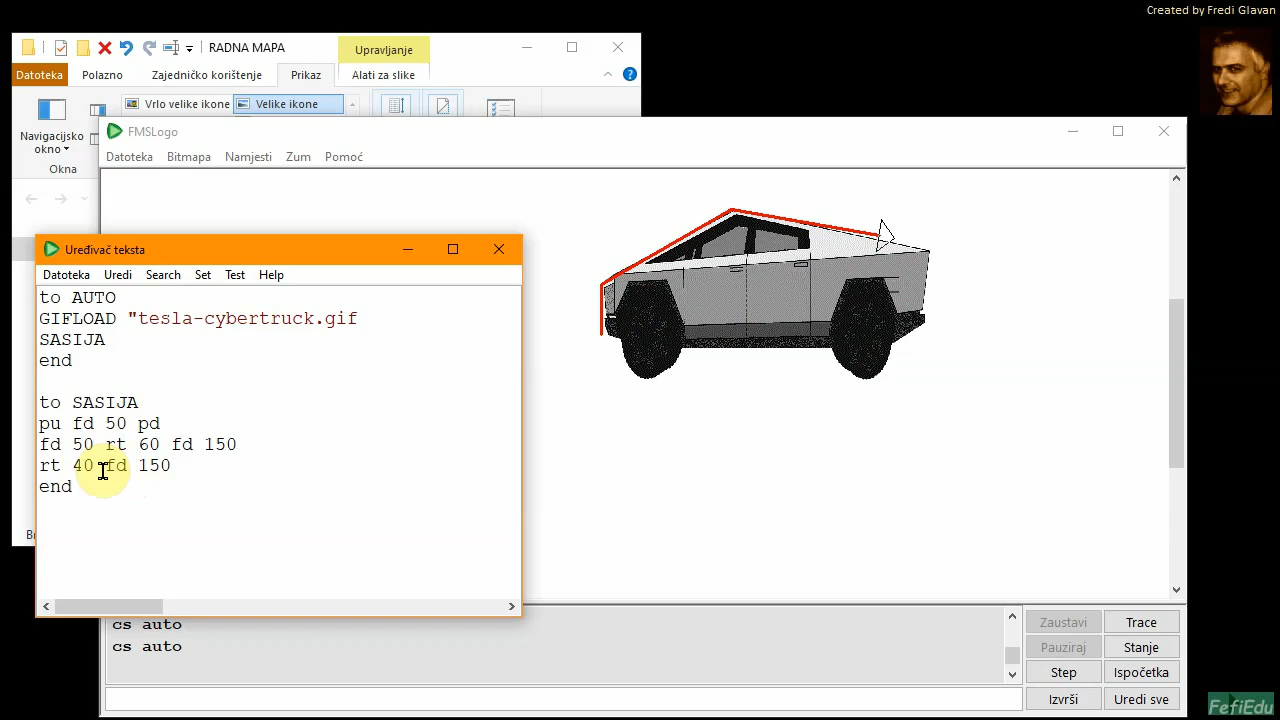 Created by Fredi Glavan
RADNA MAPA
Upravljanje
Datoteka
Polazno
Zajedničko korištenje
Prikaz
Alati za slike
Vrlo velike ikone
Velike ikone
Navigacijsko
okno
Okna
FMSLogo
Datoteka
Bitmapa
Namjesti
Zum
Pomoć
Uređivač teksta
Datoteka
Uredi
Search
Set
Test
Help
to AUTO
GIFLOAD "tesla-cybertruck.gif
SASIJA
end
to SASIJA
pu fd 50 pd
fd 50 rt 60 fd 150
rt 40 fd 150
end
cs auto
cs auto
Zaustavi
Trace
Pauziraj
Stanje
Step
Ispočetka
Izvrši
Uredi sve
FefiEdu